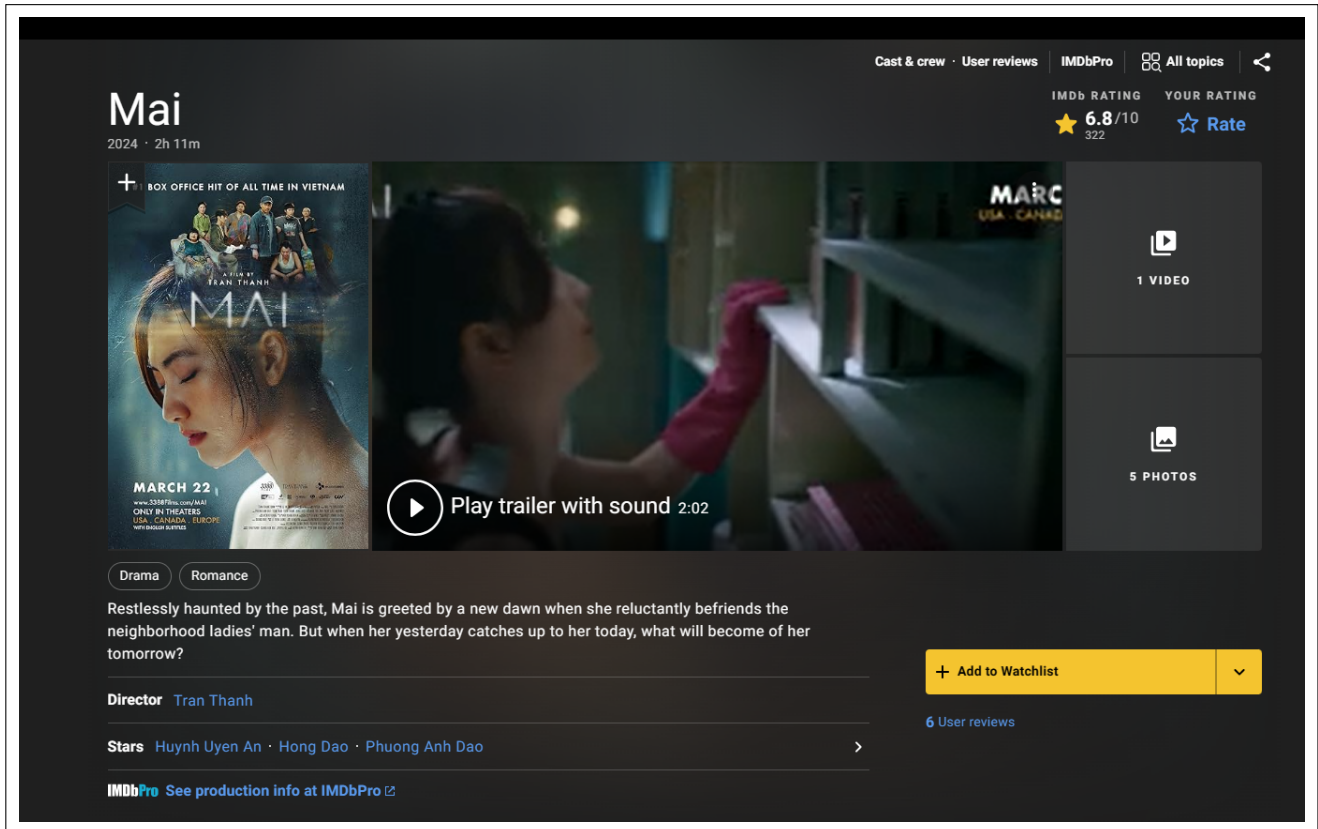 Cast & crew · User reviews IMDbPro All topics
Mai
2024 · 2h 11m
IMDb RATING YOUR RATING
6.8/10 Rate
322
BOX OFFICE HIT OF ALL TIME IN VIETNAM
A FILM BY
TRAN THANH
MAI
MARCH 22
www.3388Films.com/MAI
ONLY IN THEATERS
USA . CANADA . EUROPE
WITH ENGLISH SUBTITLES
MARC
USA . CANAD
Play trailer with sound 2:02
1 VIDEO
5 PHOTOS
Drama Romance
Restlessly haunted by the past, Mai is greeted by a new dawn when she reluctantly befriends the
neighborhood ladies' man. But when her yesterday catches up to her today, what will become of her
tomorrow?
+ Add to Watchlist
Director Tran Thanh
6 User reviews
Stars Huynh Uyen An · Hong Dao · Phuong Anh Dao
IMDbPro See production info at IMDbPro